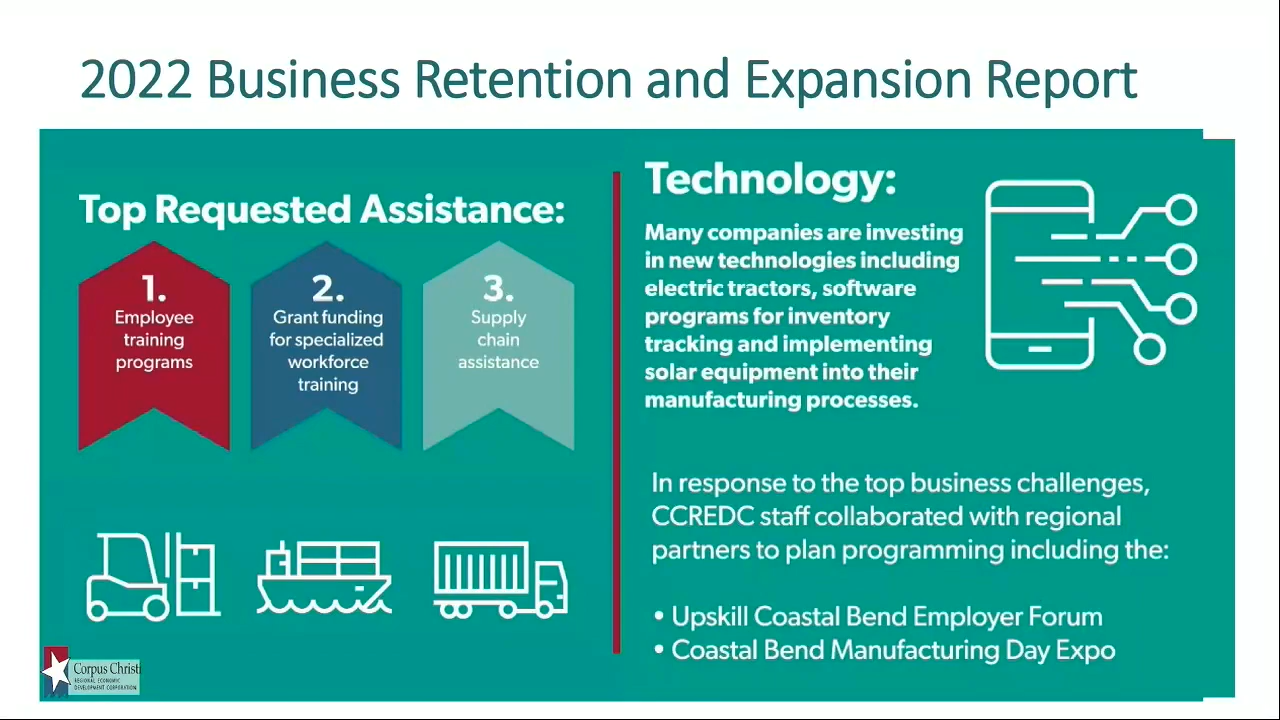 2022 Business Retention and Expansion Report
Top Requested Assistance:
1.
Employee
training
programs
2.
Grant funding
for specialized
workforce
training
3.
Supply
chain
assistance
Technology:
Many companies are investing
in new technologies including
electric tractors, software
programs for inventory
tracking and implementing
solar equipment into their
manufacturing processes.
In response to the top business challenges,
CCREDC staff collaborated with regional
partners to plan programming including the:
• Upskill Coastal Bend Employer Forum
• Coastal Bend Manufacturing Day Expo
Corpus Christi
REGIONAL ECONOMIC
DEVELOPMENT CORPORATION